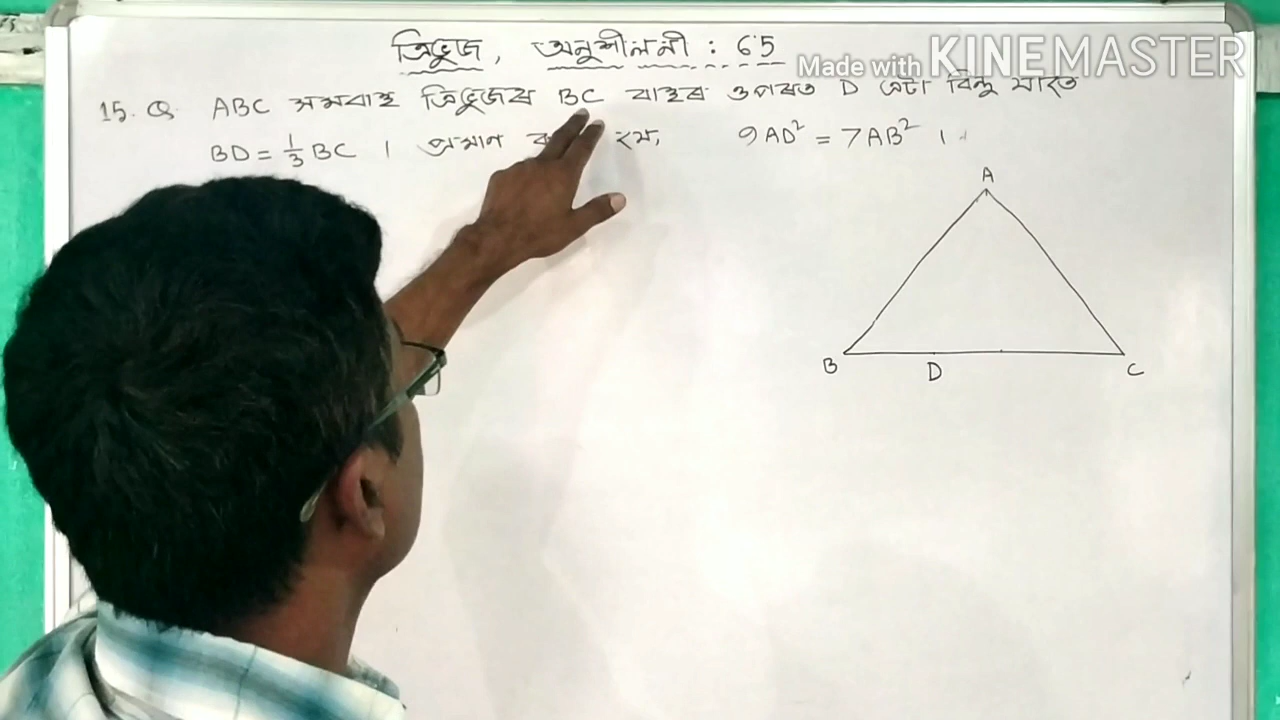 ত্ৰিভুজ, অনুশীলনী : 6.5
Made with KINEMASTER
15. Q. ABC সমবাহু ত্ৰিভুজৰ BC বাহুৰ ওপৰত D এটা বিন্দু যাতে
BD = 1/3 BC । প্ৰমাণ যে, 9AD² = 7AB² ।
A
B D C